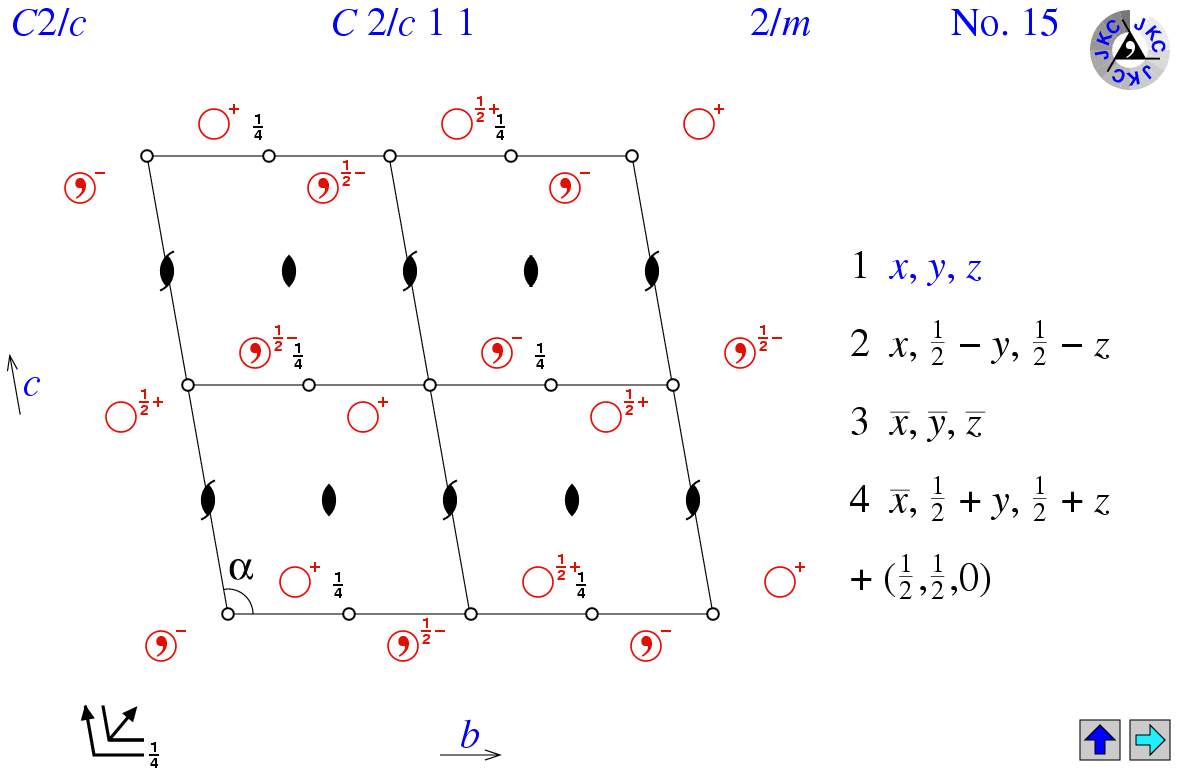 C2/c C 2/c 1 1 2/m No. 15
JKC JKC JKC
+ 1/4 1/2+ 1/4 +
− 1/2− −
1/2− 1/4 − 1/4 1/2−
c
1/2+ + 1/2+
α
+ 1/4 1/2+ 1/4 +
− 1/2− −
1/4
b
1 x, y, z
2 x, 1/2 − y, 1/2 − z
3 x̅, y̅, z̅
4 x̅, 1/2 + y, 1/2 + z
+ (1/2,1/2,0)